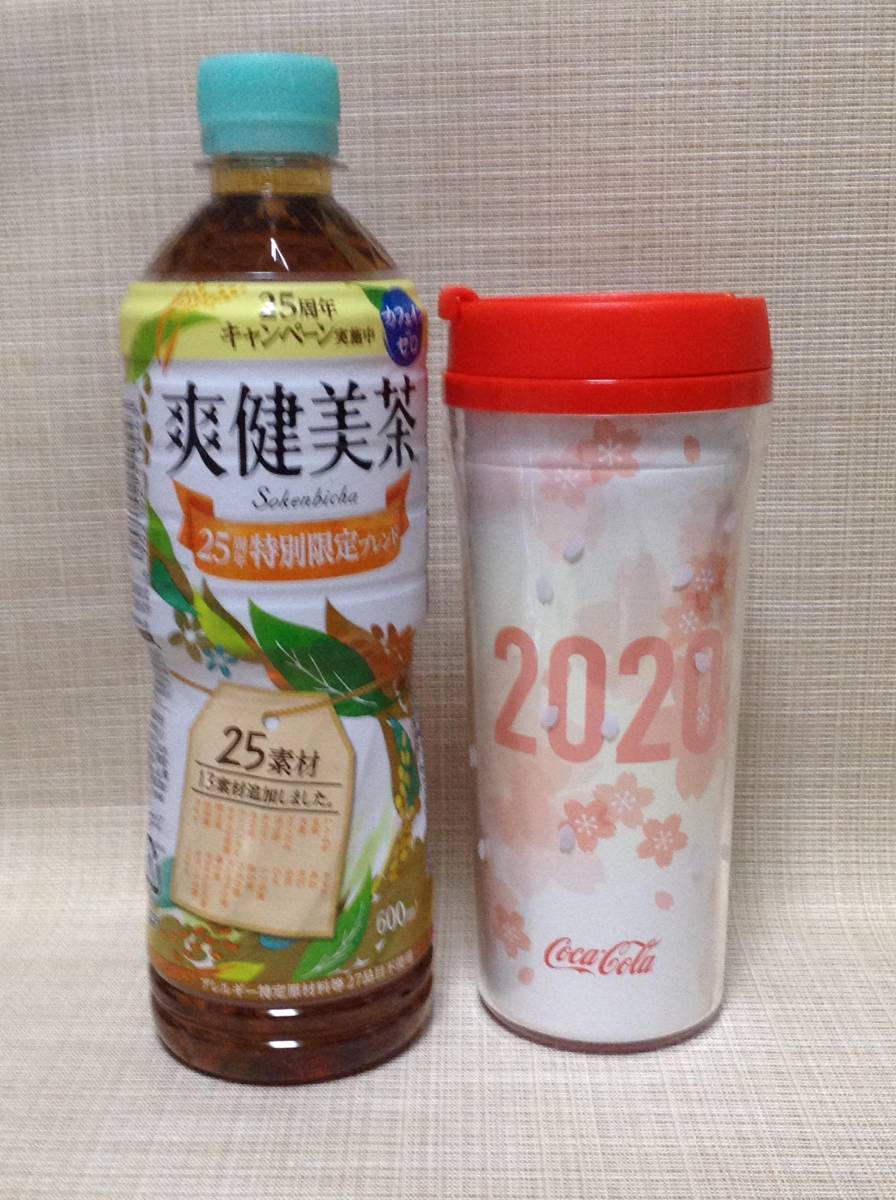 25周年
キャンペーン実施中
カフェイン
ゼロ
爽健美茶
Sokenbicha
25周年特別限定ブレンド
25素材
13素材追加しました。
600ml
アレルギー特定原材料等27品目不使用
2020
Coca-Cola